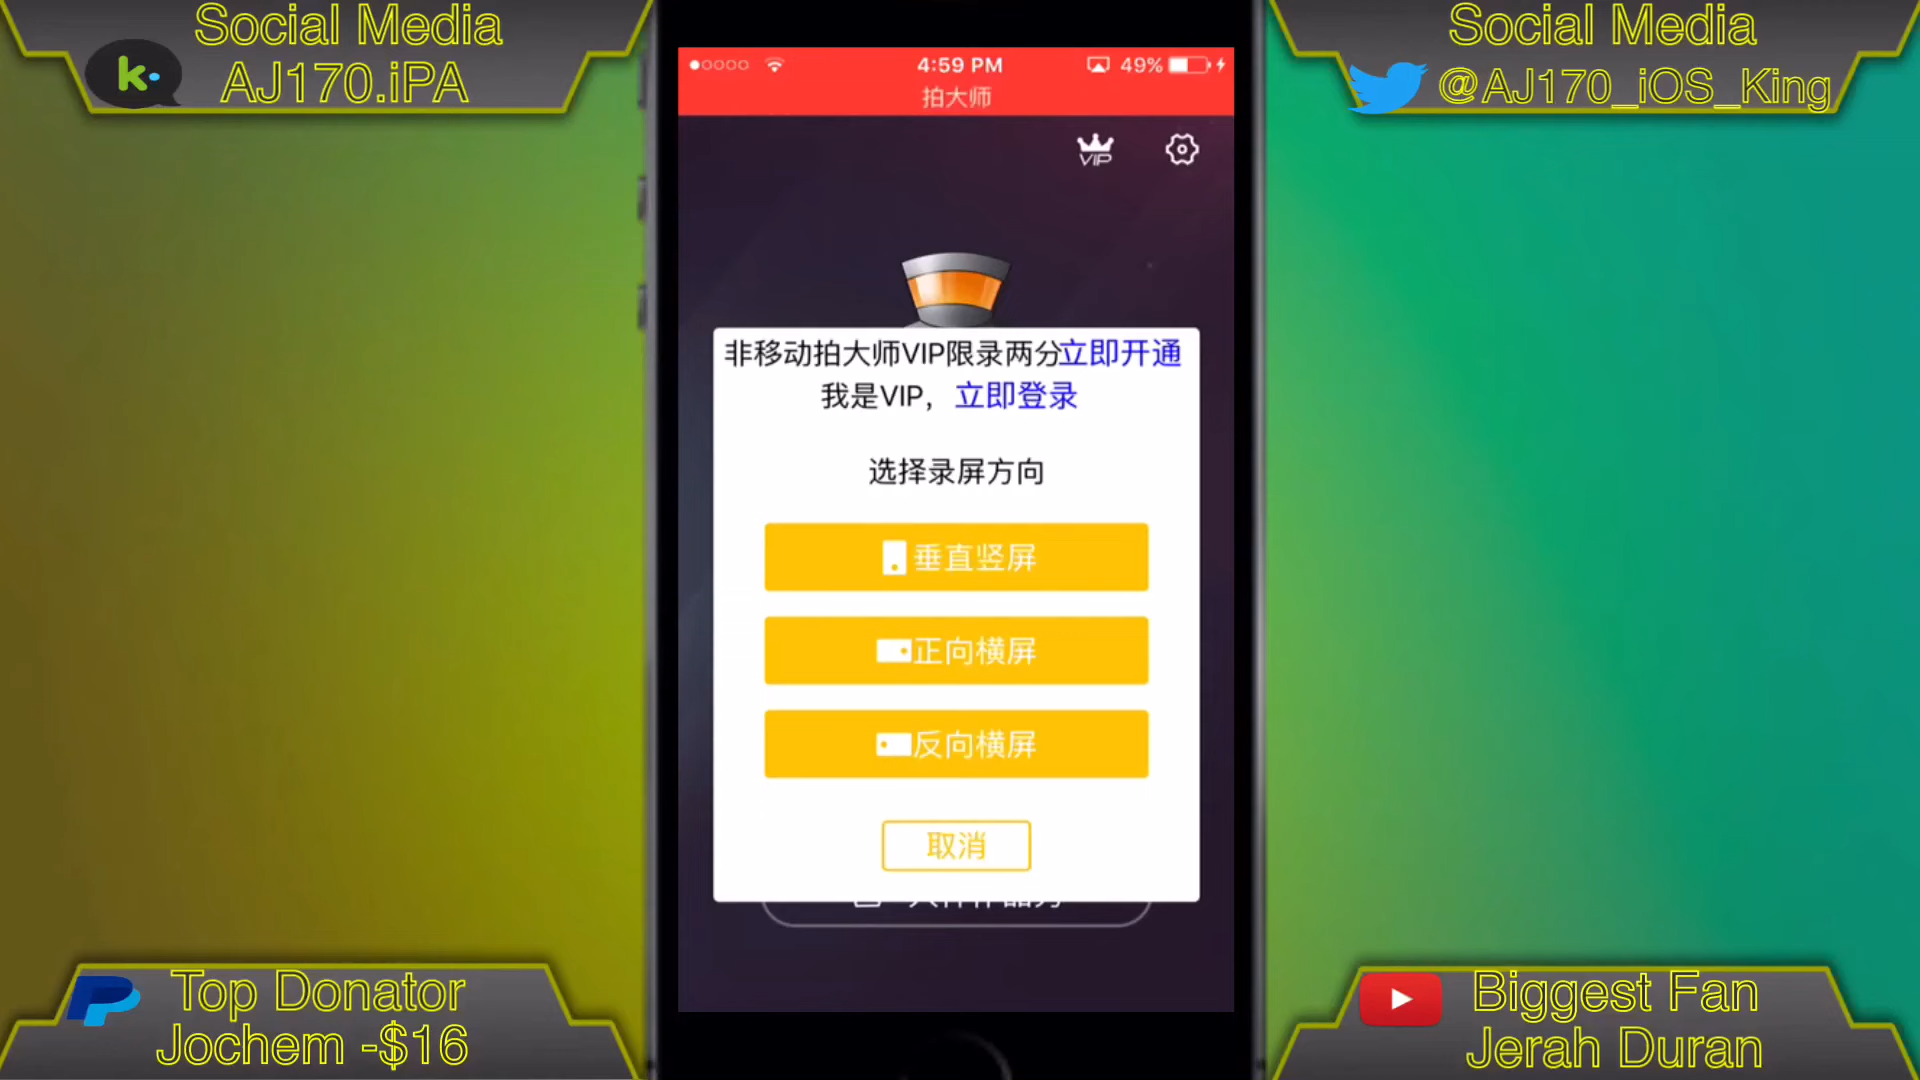 Social Media
AJ170.iPA
Social Media
@AJ170_iOS_King
4:59 PM
49%
拍大师
VIP
非移动拍大师VIP限录两分立即开通
我是VIP，立即登录
选择录屏方向
垂直竖屏
正向横屏
反向横屏
取消
Top Donator
Jochem -$16
Biggest Fan
Jerah Duran